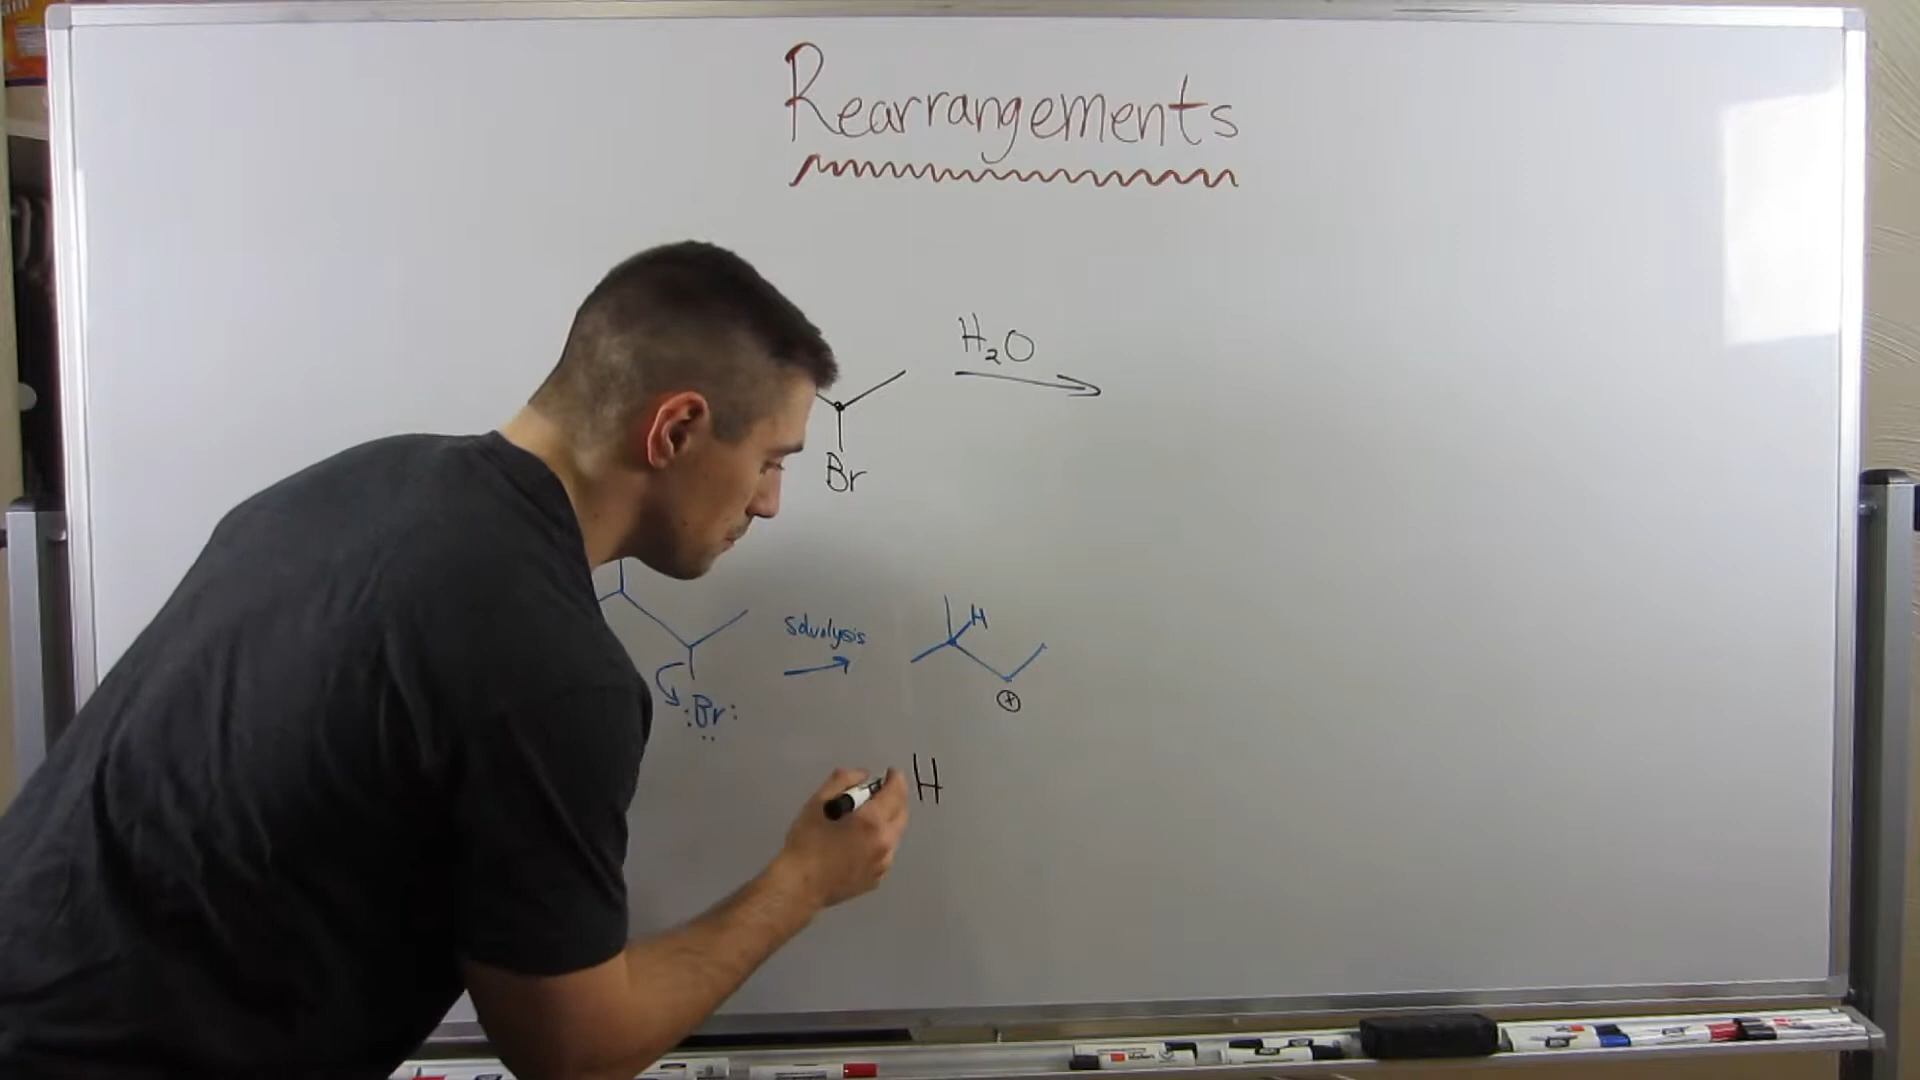 Rearrangements
H₂O
Br
Solvolysis
H
:Br:
⊕
H